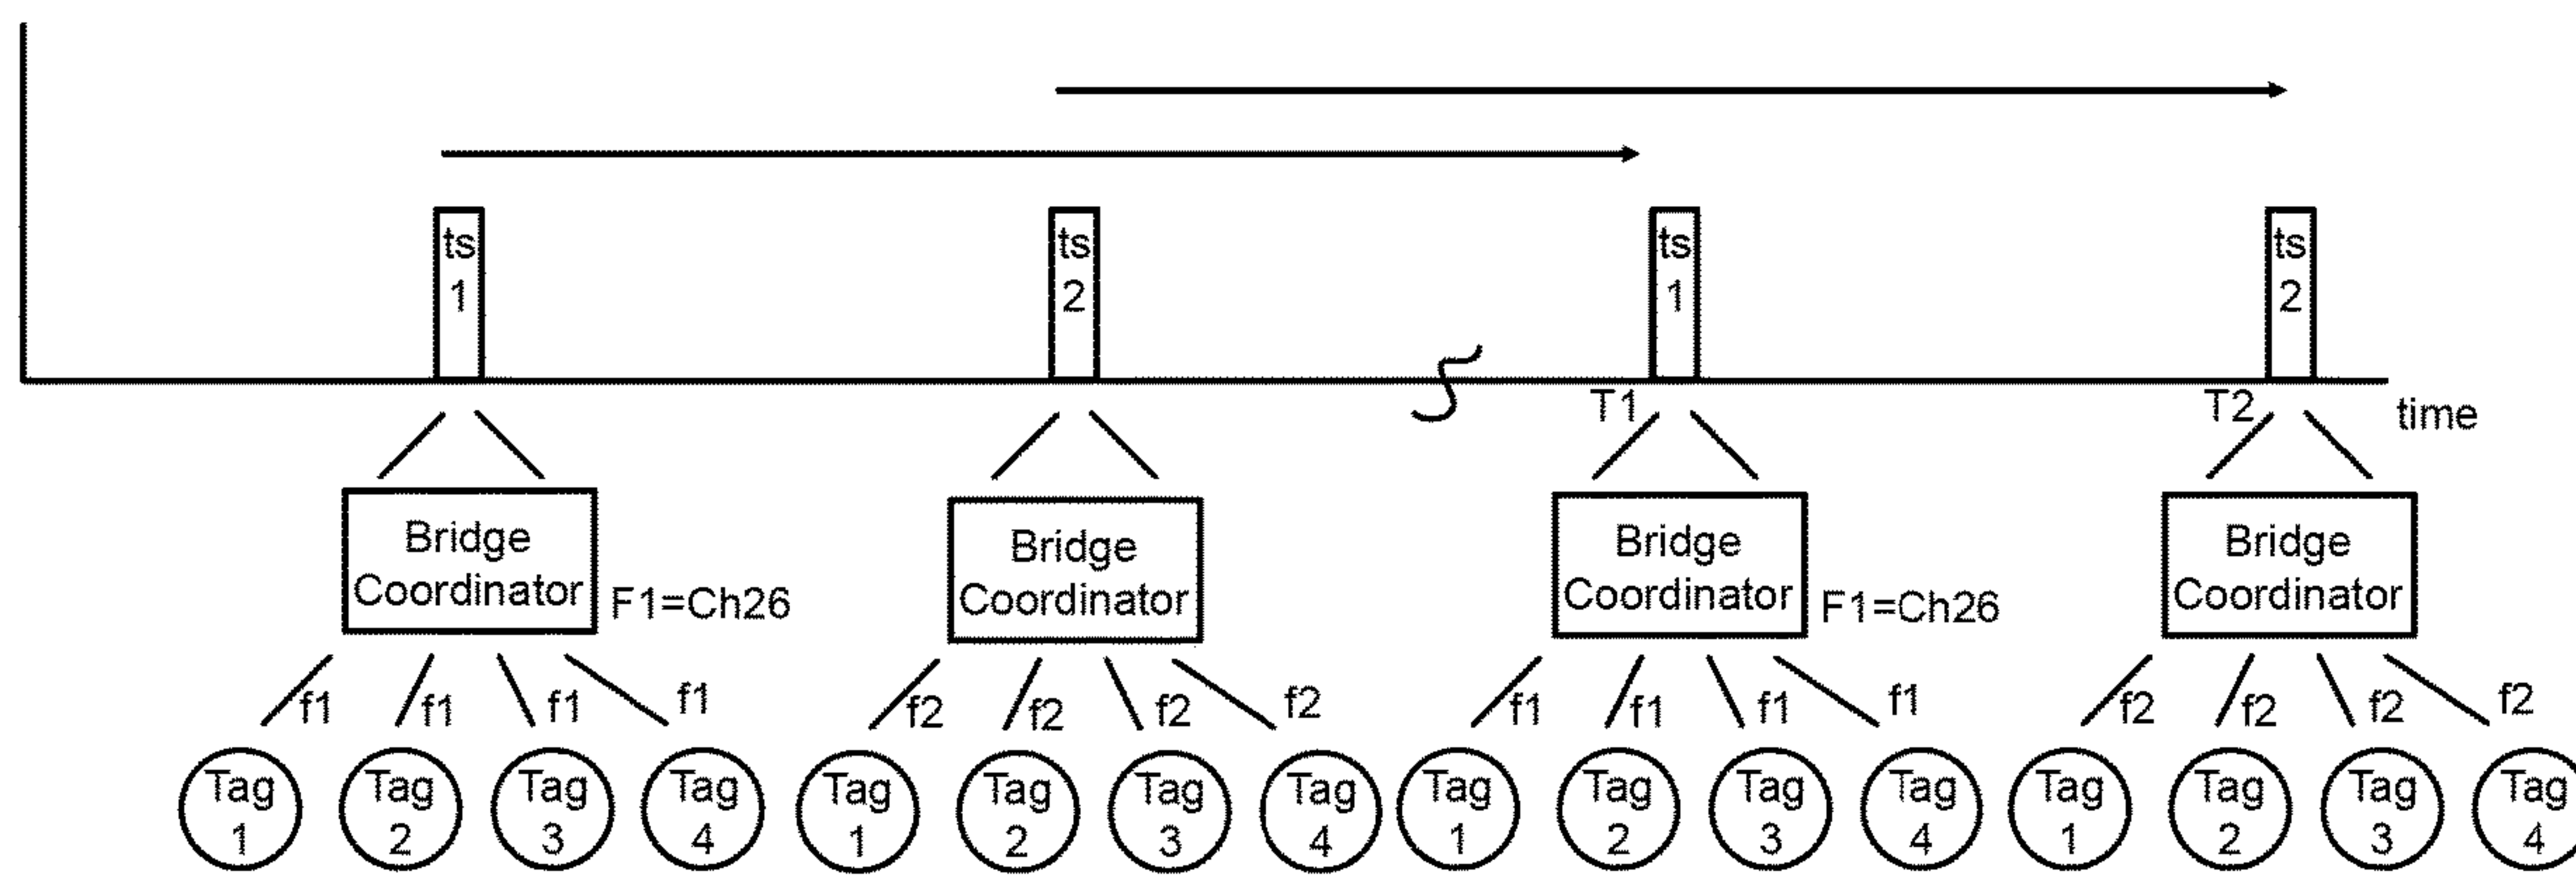 ts
1
ts
2
ts
1
ts
2
T1
T2
time
Bridge
Coordinator
F1=Ch26
Bridge
Coordinator
Bridge
Coordinator
F1=Ch26
Bridge
Coordinator
f1
f1
f1
f1
f2
f2
f2
f2
f1
f1
f1
f1
f2
f2
f2
f2
Tag
1
Tag
2
Tag
3
Tag
4
Tag
1
Tag
2
Tag
3
Tag
4
Tag
1
Tag
2
Tag
3
Tag
4
Tag
1
Tag
2
Tag
3
Tag
4